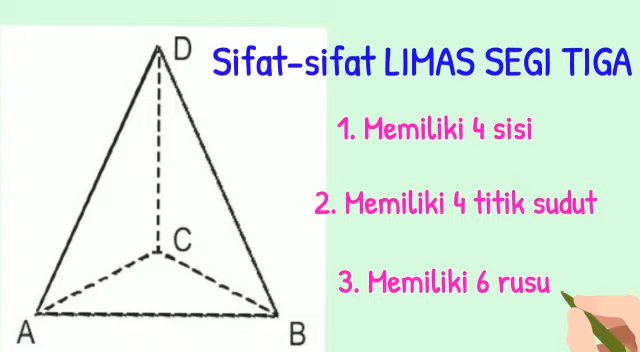 D
Sifat-sifat LIMAS SEGI TIGA
1. Memiliki 4 sisi
2. Memiliki 4 titik sudut
C
3. Memiliki 6 rusu
A
B